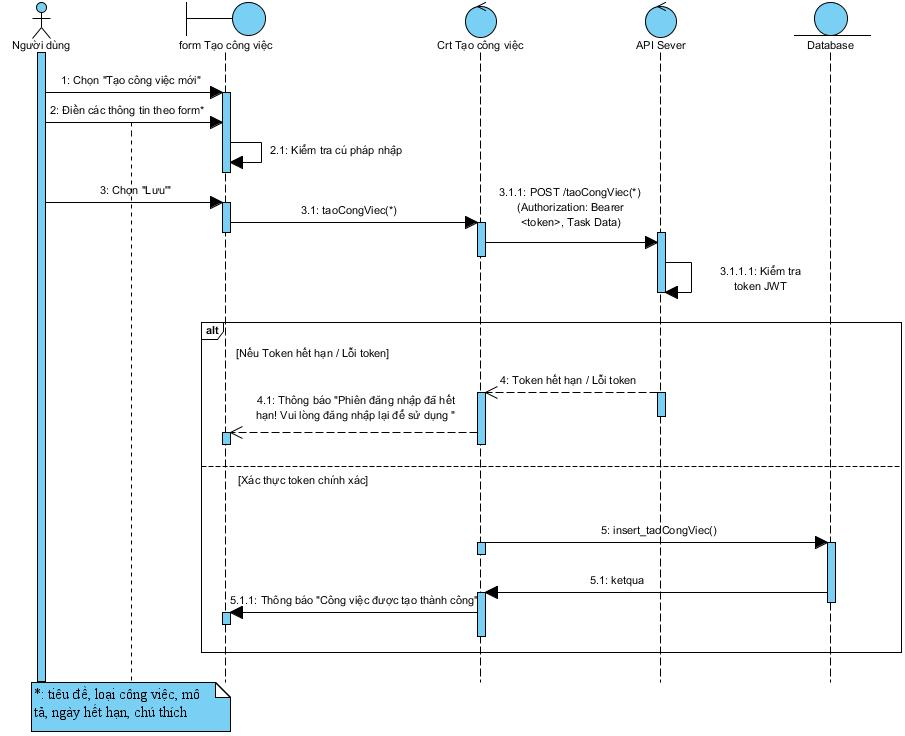 Người dùng
form Tạo công việc
Crt Tạo công việc
API Sever
Database
1: Chọn "Tạo công việc mới"
2: Điền các thông tin theo form*
2.1: Kiểm tra cú pháp nhập
3: Chọn "Lưu'"
3.1: taoCongViec(*)
3.1.1: POST /taoCongViec(*)
(Authorization: Bearer
<token>, Task Data)
3.1.1.1: Kiểm tra
token JWT
alt
[Nếu Token hết hạn / Lỗi token]
4: Token hết hạn / Lỗi token
4.1: Thông báo "Phiên đăng nhập đã hết
hạn! Vui lòng đăng nhập lại để sử dụng "
[Xác thực token chính xác]
5: insert_taoCongViec()
5.1: ketqua
5.1.1: Thông báo "Công việc được tạo thành công"
*: tiêu đề, loại công việc, mô
tả, ngày hết hạn, chú thích